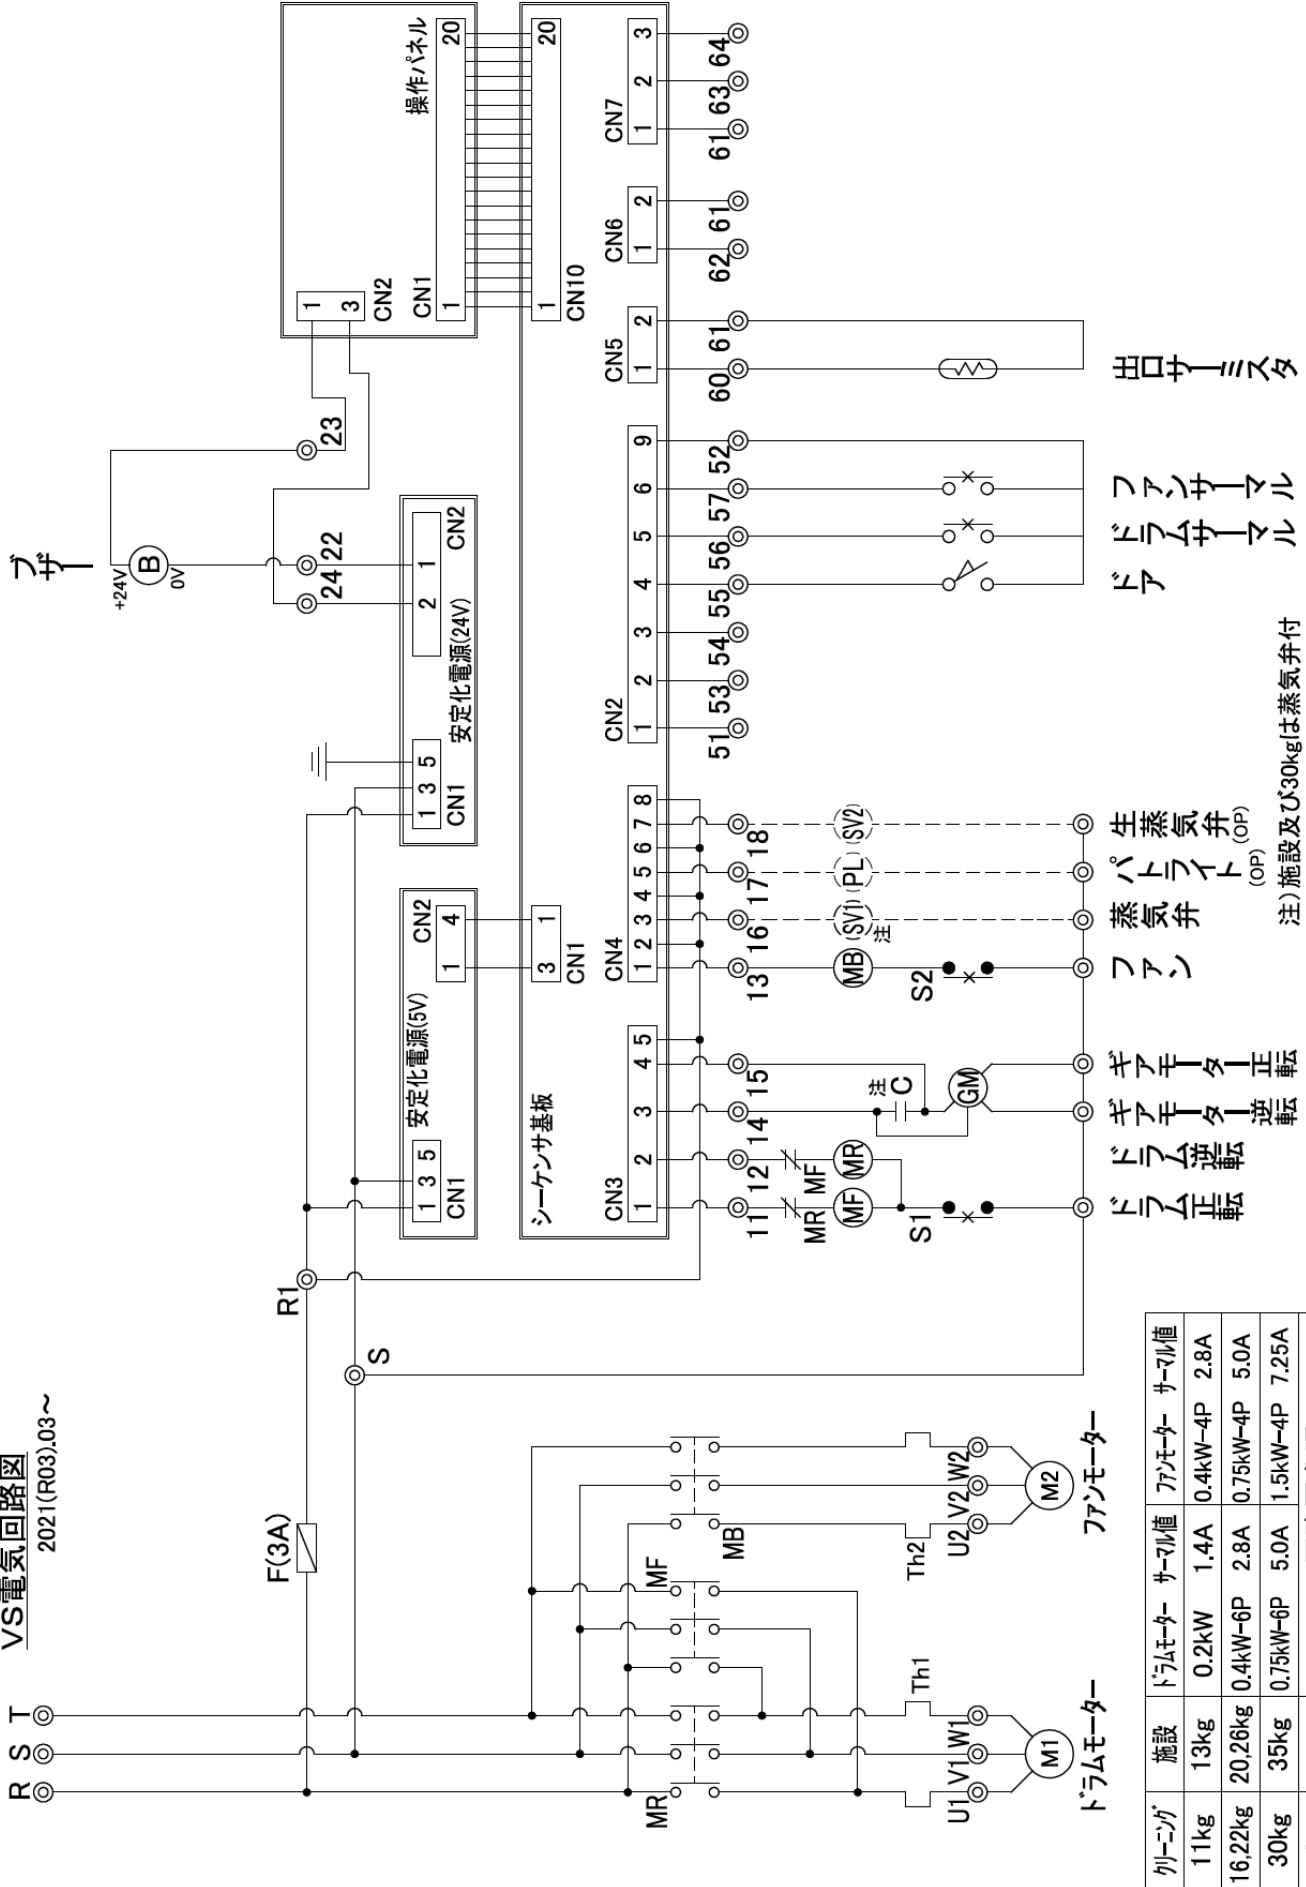 VS電気回路図
2021(R03).03～
R S T
F(3A)
R1
S
ブザー
+24V
B
0V
23
22
24
操作パネル
CN2
1
3
CN1
1
20
安定化電源(24V)
CN1
1 3 5
CN2
2 1
安定化電源(5V)
CN1
1 3 5
CN2
1 4
シーケンサ基板
CN1
3 1
CN10
1
20
CN3
1 2 3 4 5
CN4
1 2 3 4 5 6 7 8
CN2
1 2 3 4 5 6 9
CN5
1 2
CN6
1 2
CN7
1 2 3
11 12 14 15
13 16 17 18
51 53 54 55 56 57 52
60 61
62 61
61 63 64
MR MF
MF MR
注
C
GM
MB
SV1
注
PL
SV2
S1
S2
ドラム正転
ドラム逆転
ギアモーター逆転
ギアモーター正転
ファン
蒸気弁
パトライト
(OP)
生蒸気弁
(OP)
ドア
ドラムサーマル
ファンサーマル
出口サーミスタ
注)施設及び30kgは蒸気弁付
MR
MF
MB
Th1
Th2
U1 V1 W1
M1
ドラムモーター
U2 V2 W2
M2
ファンモーター
クリーニング 施設 ドラムモーター サーマル値 ファンモーター サーマル値
11kg 13kg 0.2kW 1.4A 0.4kW-4P 2.8A
16,22kg 20,26kg 0.4kW-6P 2.8A 0.75kW-4P 5.0A
30kg 35kg 0.75kW-6P 5.0A 1.5kW-4P 7.25A